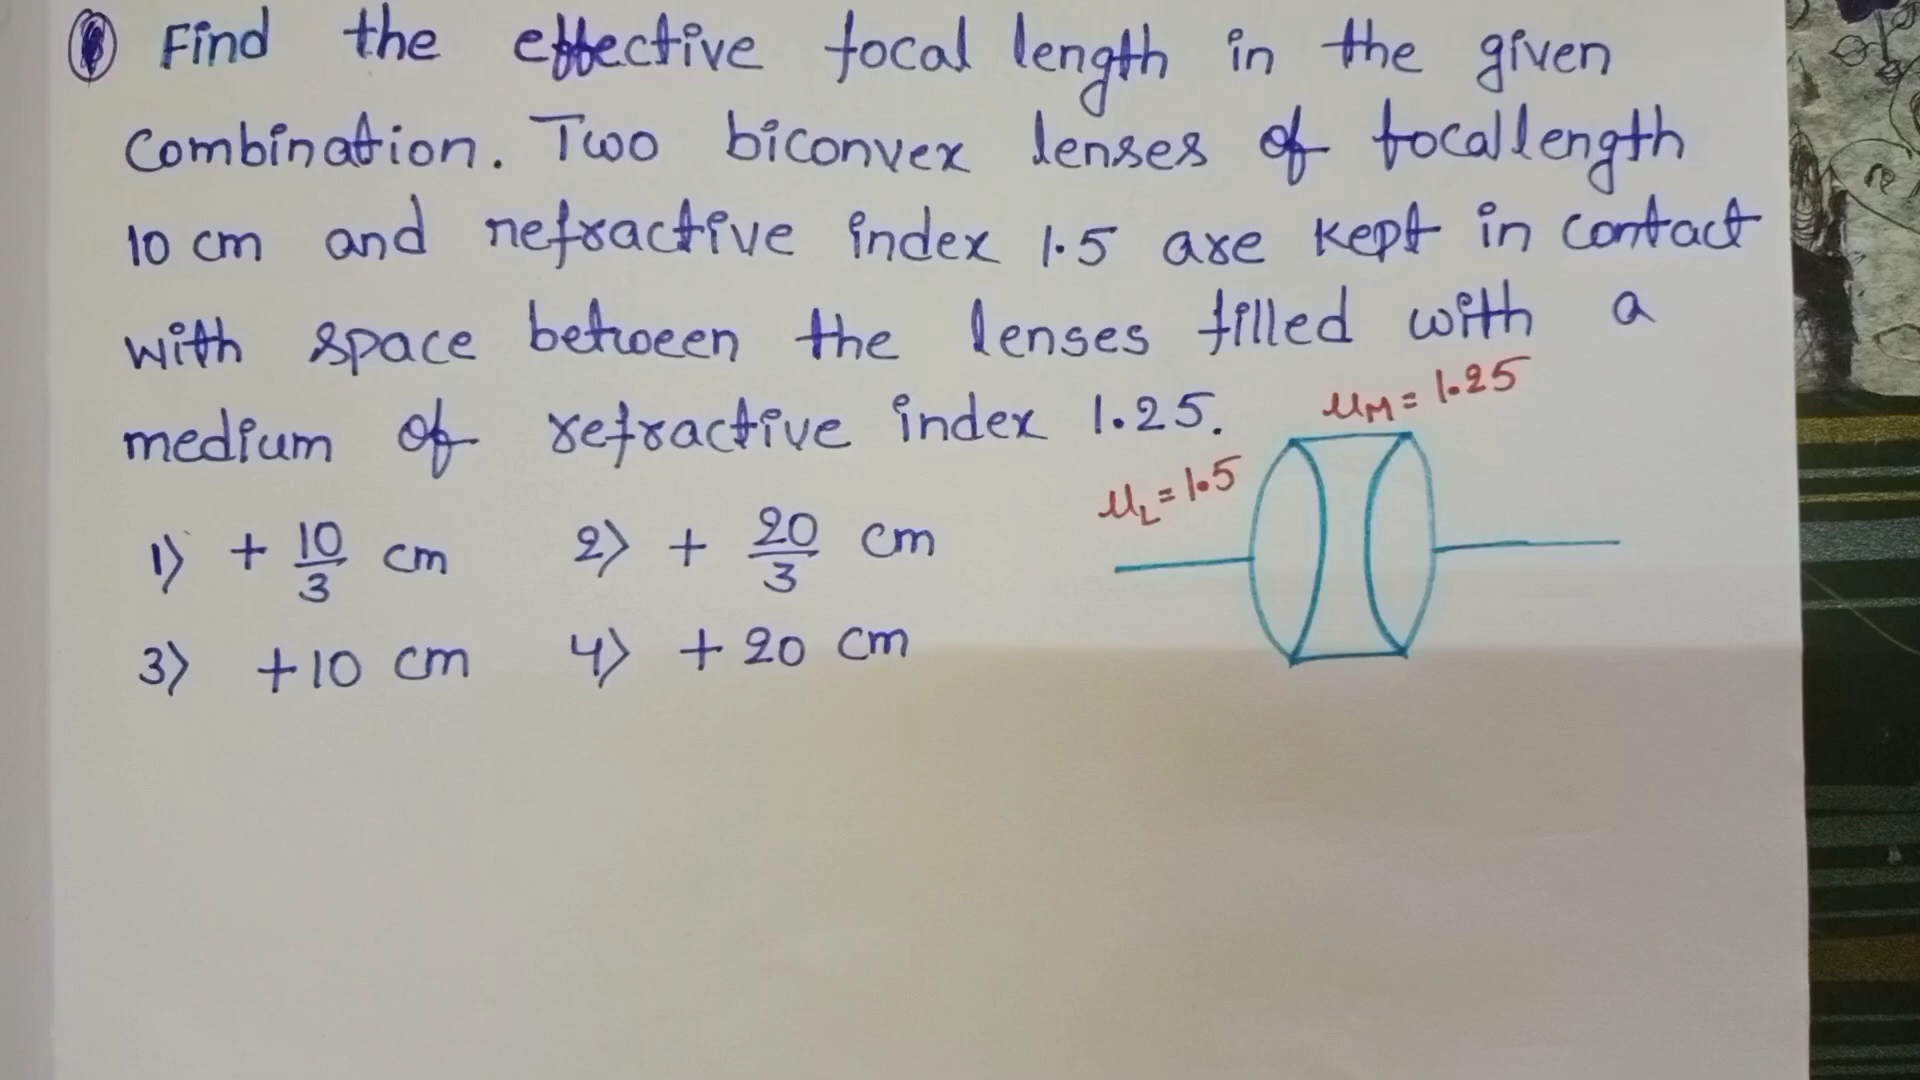 Find the effective focal length in the given
Combination. Two biconvex lenses of focallength
10 cm and refractive index 1.5 are kept in contact
with space between the lenses filled with a
medium of refractive index 1.25.
μM = 1.25
μL = 1.5
1) + 10/3 cm 2) + 20/3 cm
3) +10 cm 4) + 20 cm